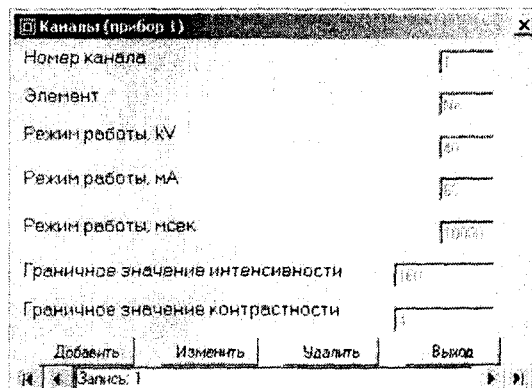 Каналы (прибор 1)
Номер канала
Элемент
Режим работы, kV
Режим работы, мА
Режим работы, мсек
Граничное значение интенсивности
Граничное значение контрастности
Добавить Изменить Удалить Выход
Запись: 1